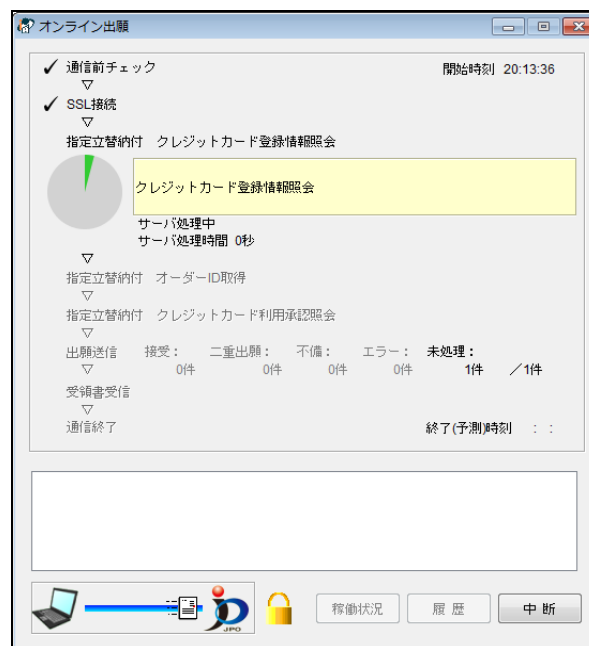 オンライン出願
通信前チェック 開始時刻 20:13:36
▽
SSL接続
▽
指定立替納付 クレジットカード登録情報照会
クレジットカード登録情報照会
サーバ処理中
サーバ処理時間 0秒
▽
指定立替納付 オーダーID取得
▽
指定立替納付 クレジットカード利用承認照会
▽
出願送信 接受： 二重出願： 不備： エラー： 未処理：
▽ 0件 0件 0件 0件 1件 ／1件
受領書受信
▽
通信終了 終了(予測)時刻 : :
JPO
稼働状況 履歴 中断